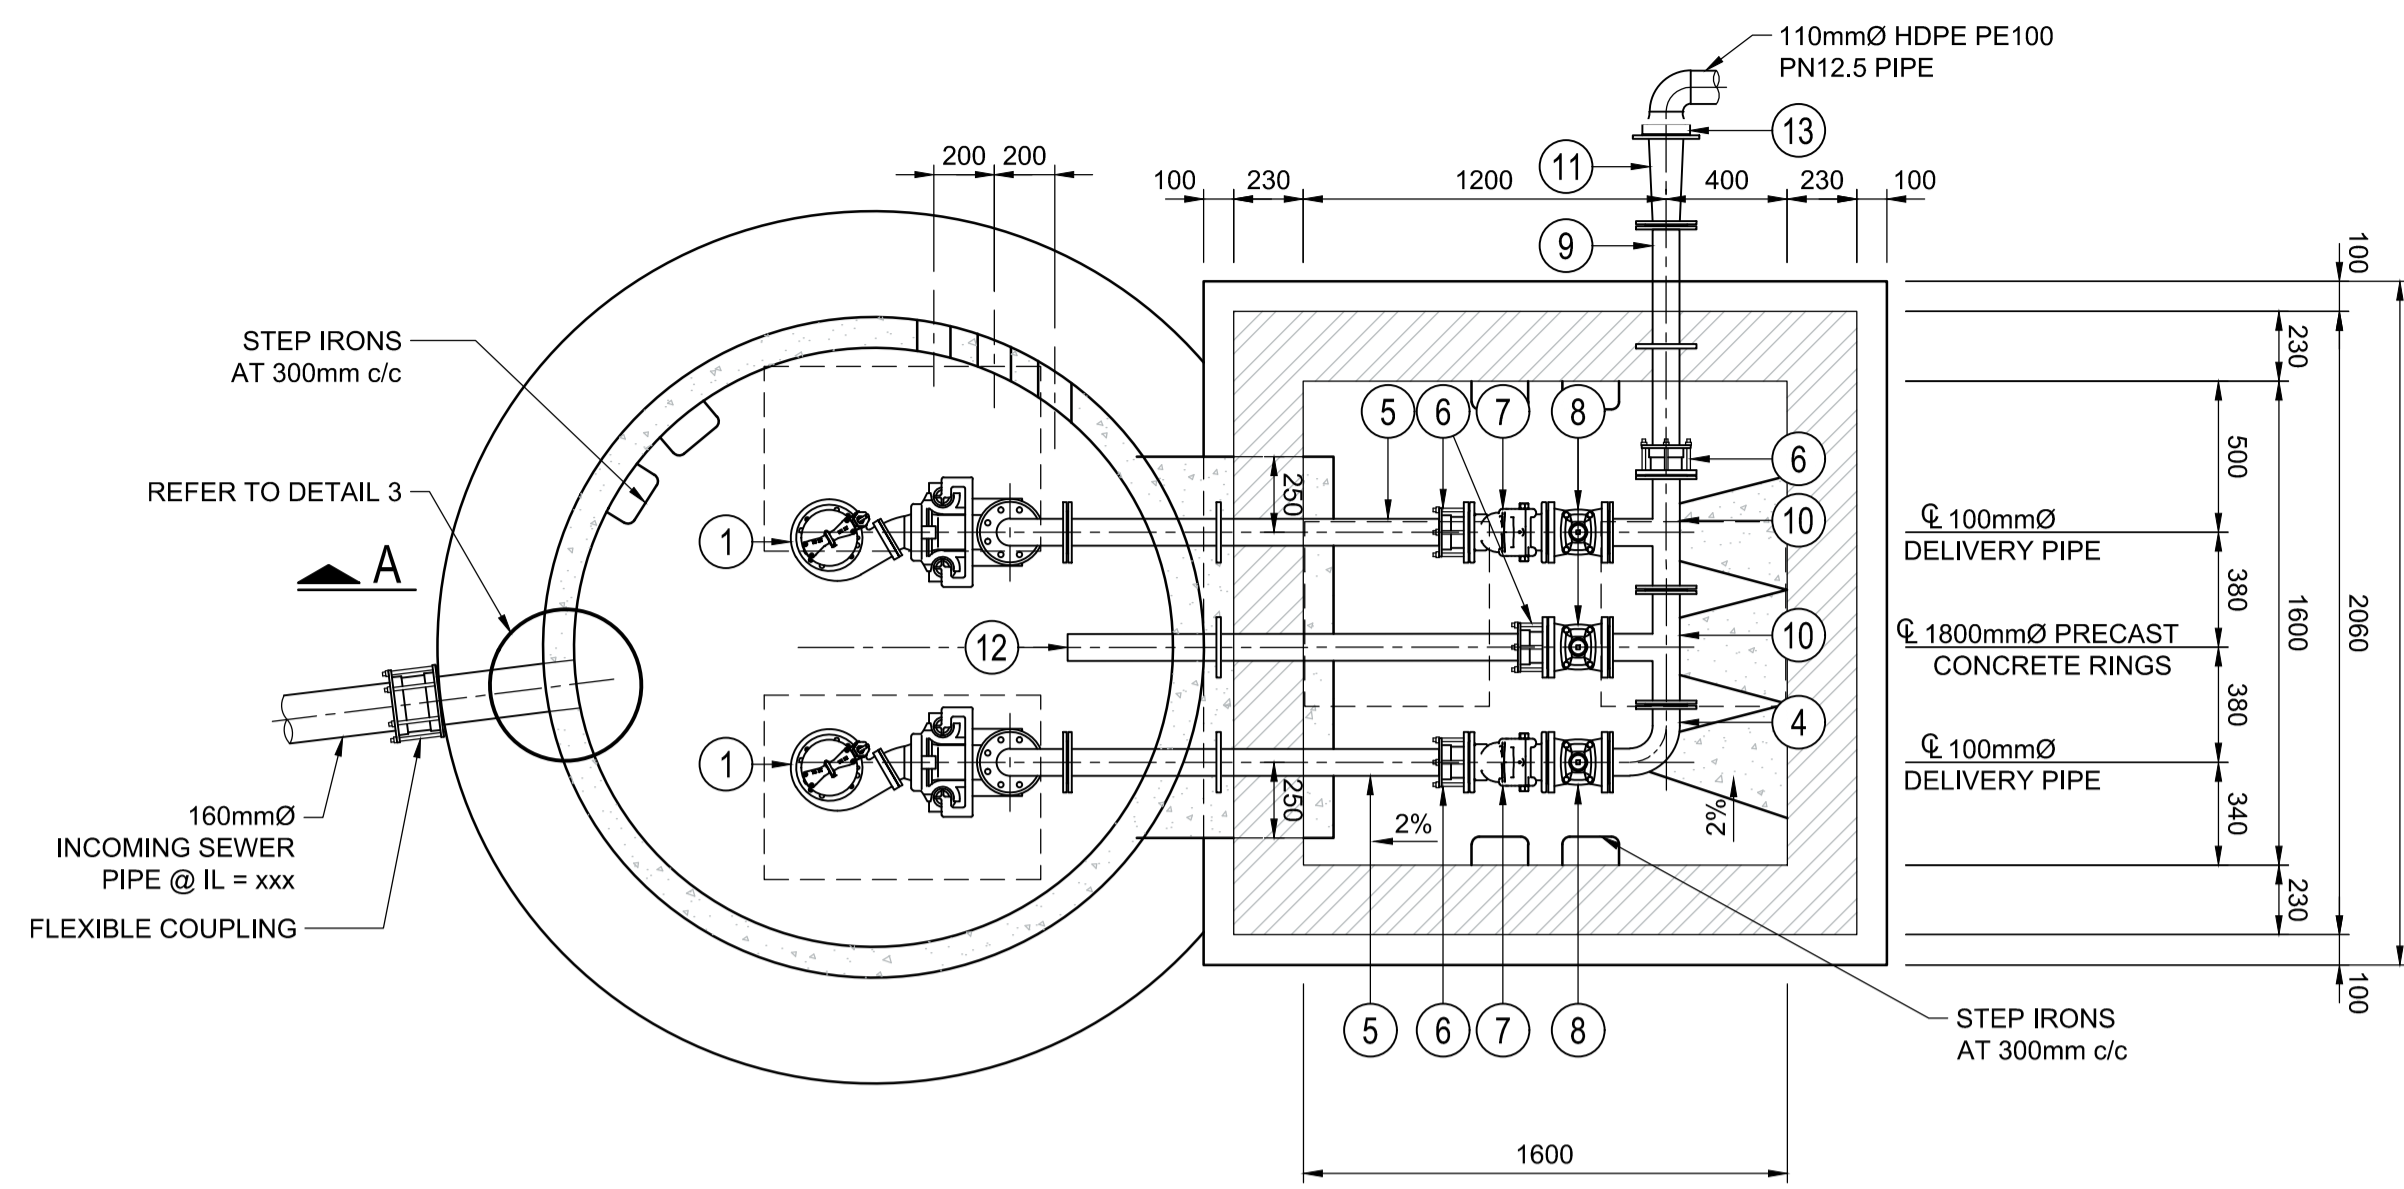 110mmØ HDPE PE100
PN12.5 PIPE
13
11
200 200
100 230 1200 400 230 100
9
100
STEP IRONS
AT 300mm c/c
230
5 6 7 8
6
500
REFER TO DETAIL 3
250
1
10
℄ 100mmØ
DELIVERY PIPE
A
380
1600
2060
12
10
℄ 1800mmØ PRECAST
CONCRETE RINGS
380
4
1
℄ 100mmØ
DELIVERY PIPE
250
2%
2%
340
160mmØ
INCOMING SEWER
PIPE @ IL = xxx
FLEXIBLE COUPLING
230
100
5 6 7 8
STEP IRONS
AT 300mm c/c
1600